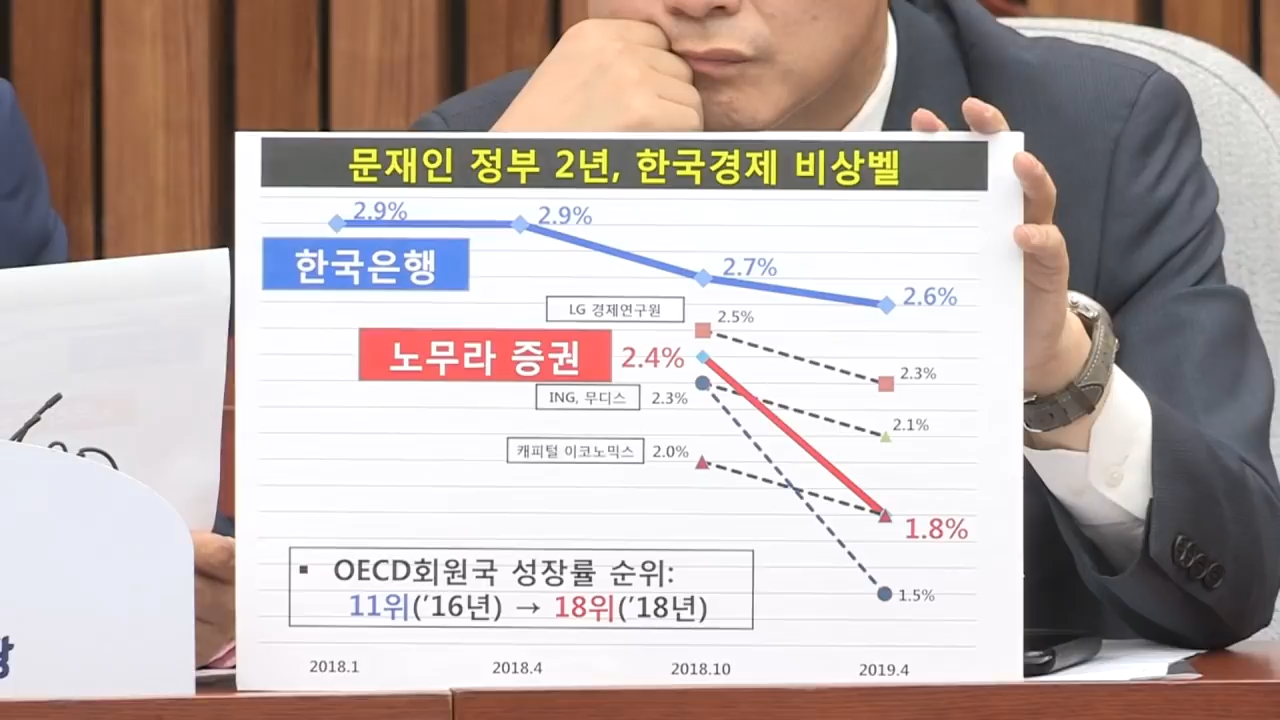 문재인 정부 2년, 한국경제 비상벨
2.9%
2.9%
한국은행
2.7%
2.6%
LG 경제연구원
2.5%
노무라 증권
2.4%
2.3%
ING, 무디스
2.3%
2.1%
캐피털 이코노믹스
2.0%
1.8%
▪ OECD회원국 성장률 순위:
11위(’16년) → 18위(’18년)
1.5%
2018.1
2018.4
2018.10
2019.4